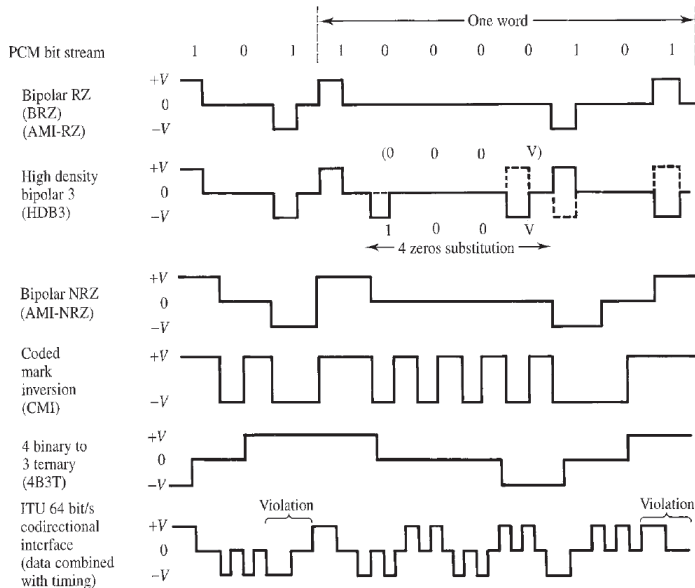 One word
PCM bit stream 1 0 1 1 0 0 0 0 1 0 1
Bipolar RZ
(BRZ)
(AMI-RZ)
+V
0
−V
(0 0 0 V)
High density
bipolar 3
(HDB3)
+V
0
−V
1 0 0 V
4 zeros substitution
Bipolar NRZ
(AMI-NRZ)
+V
0
−V
Coded
mark
inversion
(CMI)
+V
−V
4 binary to
3 ternary
(4B3T)
+V
0
−V
ITU 64 bit/s
codirectional
interface
(data combined
with timing)
+V
0
−V
Violation
Violation